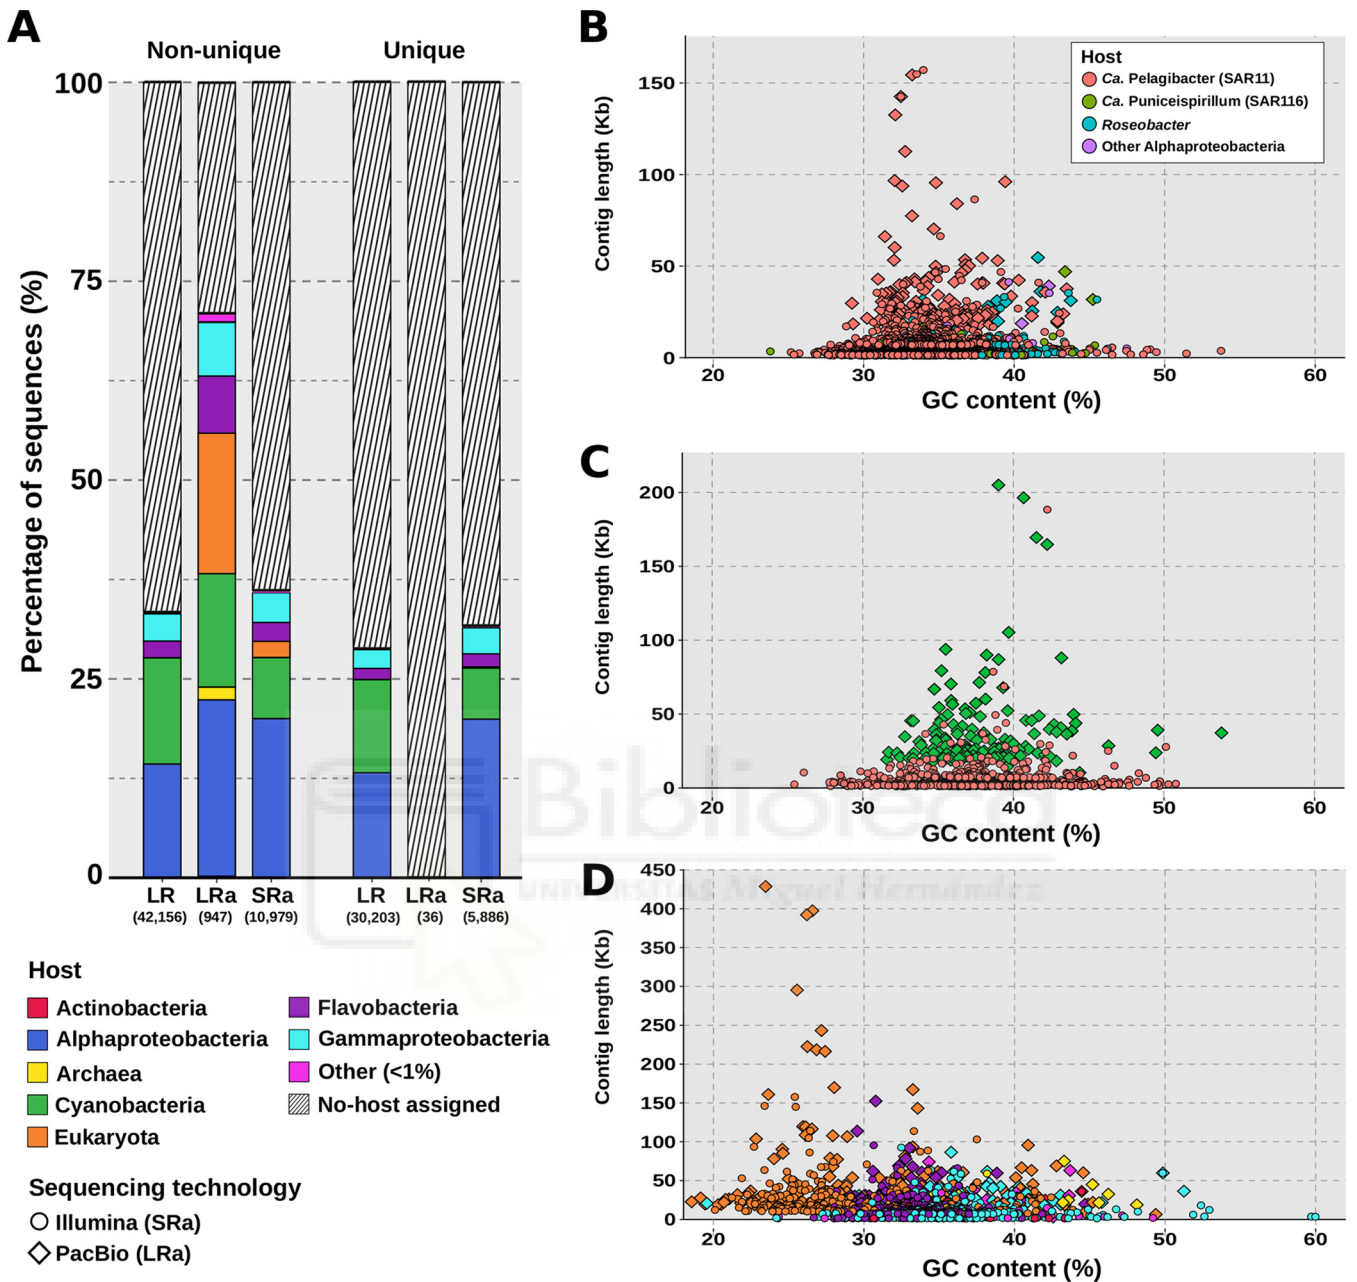 A
Non-unique
Unique
Percentage of sequences (%)
100
75
50
25
0
LR
LRa
SRa
LR
LRa
SRa
(42,156)
(947)
(10,979)
(30,203)
(36)
(5,886)
Host
Actinobacteria
Alphaproteobacteria
Archaea
Cyanobacteria
Eukaryota
Flavobacteria
Gammaproteobacteria
Other (<1%)
No-host assigned
Sequencing technology
Illumina (SRa)
PacBio (LRa)
B
Contig length (Kb)
150
100
50
0
20
30
40
50
60
GC content (%)
Host
Ca. Pelagibacter (SAR11)
Ca. Puniceispirillum (SAR116)
Roseobacter
Other Alphaproteobacteria
C
Contig length (Kb)
200
150
100
50
0
20
30
40
50
60
GC content (%)
D
Contig length (Kb)
450
400
350
300
250
200
150
100
50
0
20
30
40
50
60
GC content (%)
Biblioteca
UNIVERSITAS Miguel Hernández